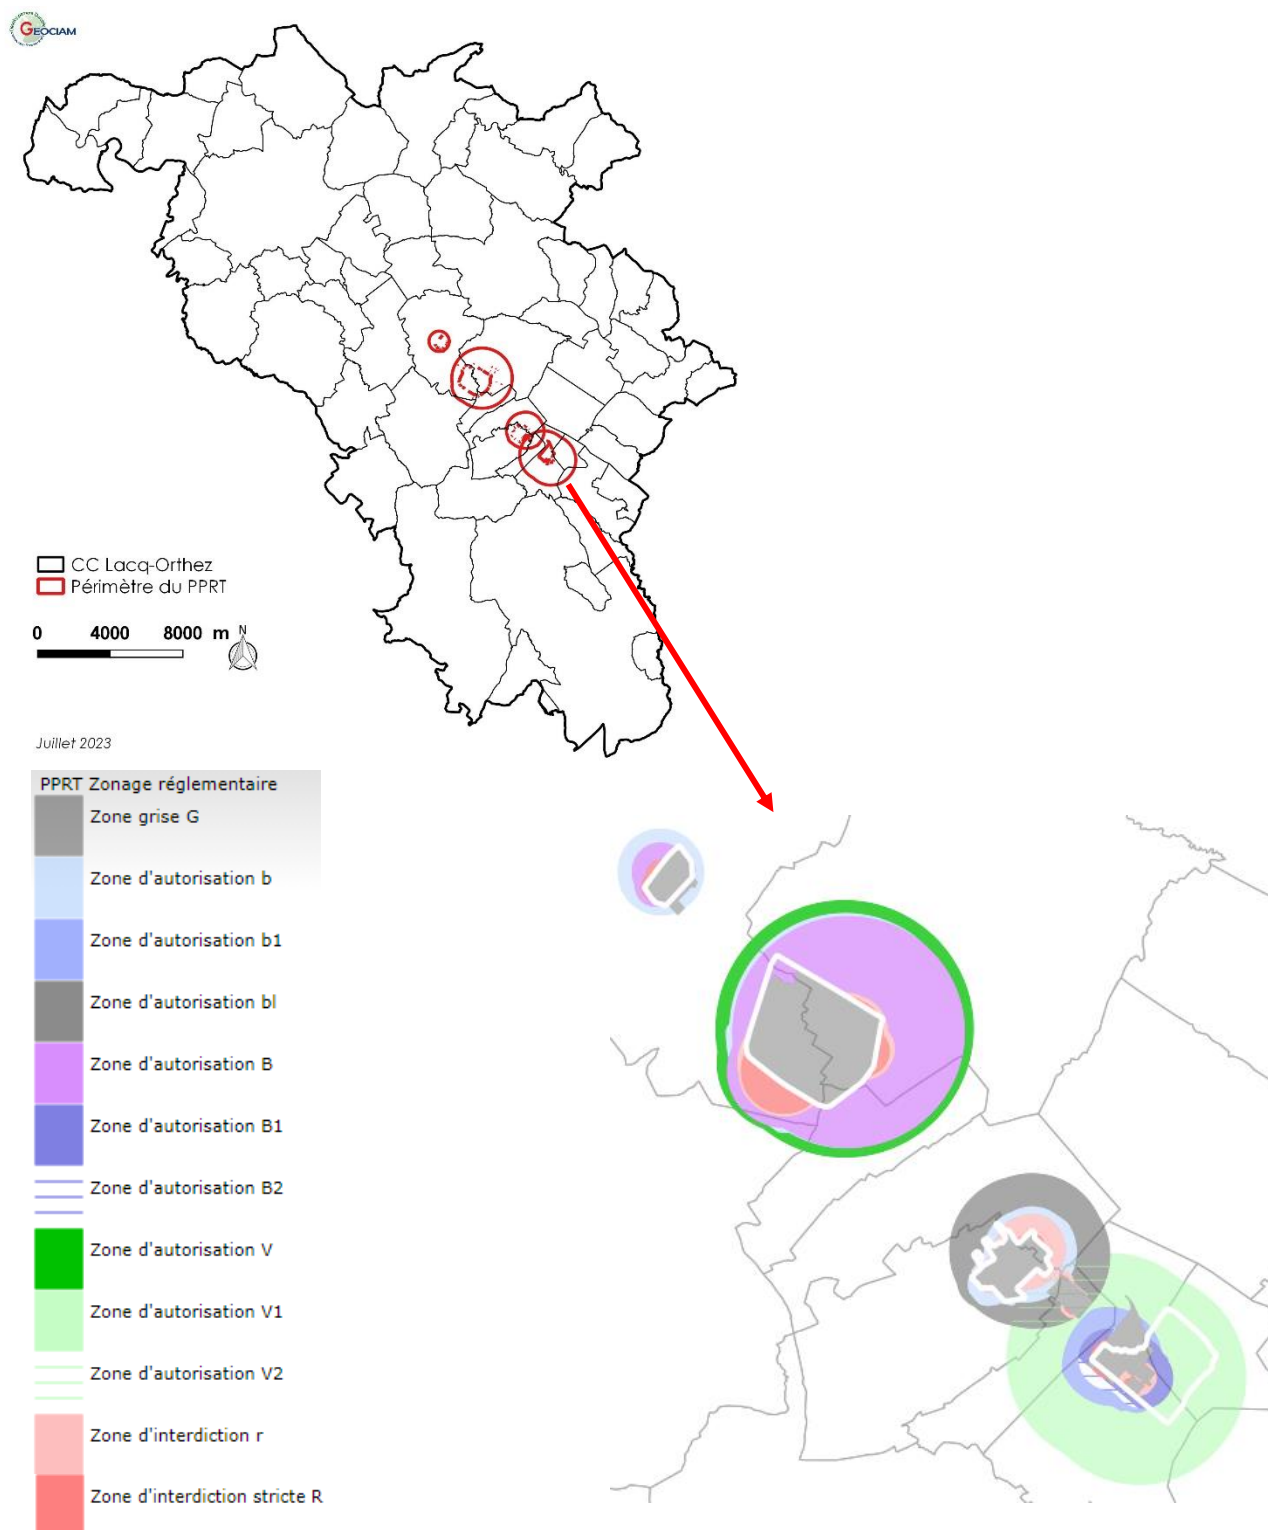 GEOCIAM
CC Lacq-Orthez
Périmètre du PPRT
0 4000 8000 m N
Juillet 2023
PPRT Zonage réglementaire
Zone grise G
Zone d'autorisation b
Zone d'autorisation b1
Zone d'autorisation bl
Zone d'autorisation B
Zone d'autorisation B1
Zone d'autorisation B2
Zone d'autorisation V
Zone d'autorisation V1
Zone d'autorisation V2
Zone d'interdiction r
Zone d'interdiction stricte R